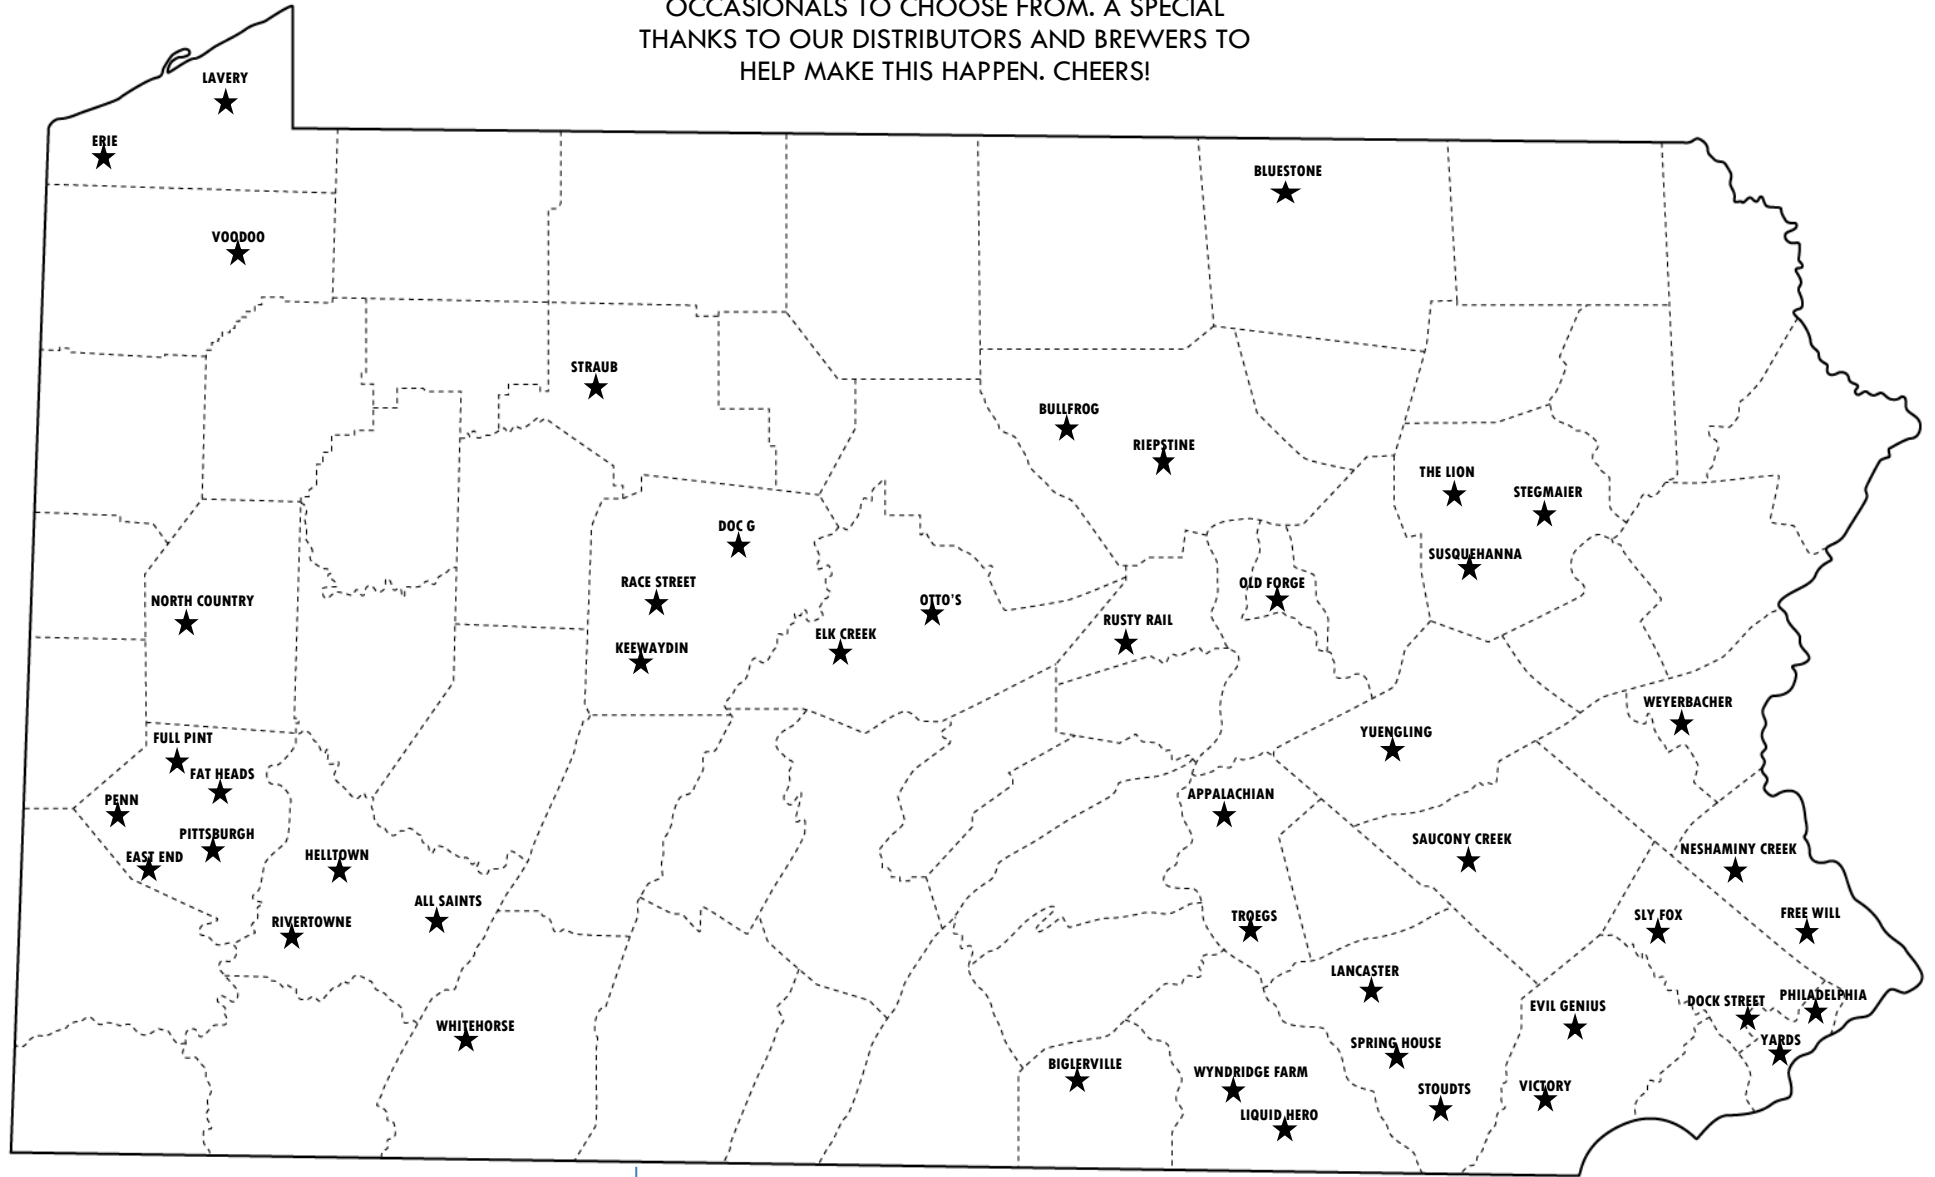 OCCASIONALS TO CHOOSE FROM. A SPECIAL
THANKS TO OUR DISTRIBUTORS AND BREWERS TO
HELP MAKE THIS HAPPEN. CHEERS!
LAVERY
ERIE
BLUESTONE
VOODOO
STRAUB
BULLFROG
RIEPSTINE
THE LION
STEGMAIER
DOC G
SUSQUEHANNA
RACE STREET
OLD FORGE
NORTH COUNTRY
OTTO'S
RUSTY RAIL
ELK CREEK
KEEWAYDIN
WEYERBACHER
YUENGLING
FULL PINT
FAT HEADS
APPALACHIAN
PENN
PITTSBURGH
SAUCONY CREEK
NESHAMINY CREEK
EAST END
HELLTOWN
ALL SAINTS
FREE WILL
SLY FOX
TROEGS
RIVERTOWNE
LANCASTER
PHILADELPHIA
DOCK STREET
EVIL GENIUS
WHITEHORSE
YARDS
SPRING HOUSE
BIGLERVILLE
WYNDRIDGE FARM
VICTORY
STOUDTS
LIQUID HERO